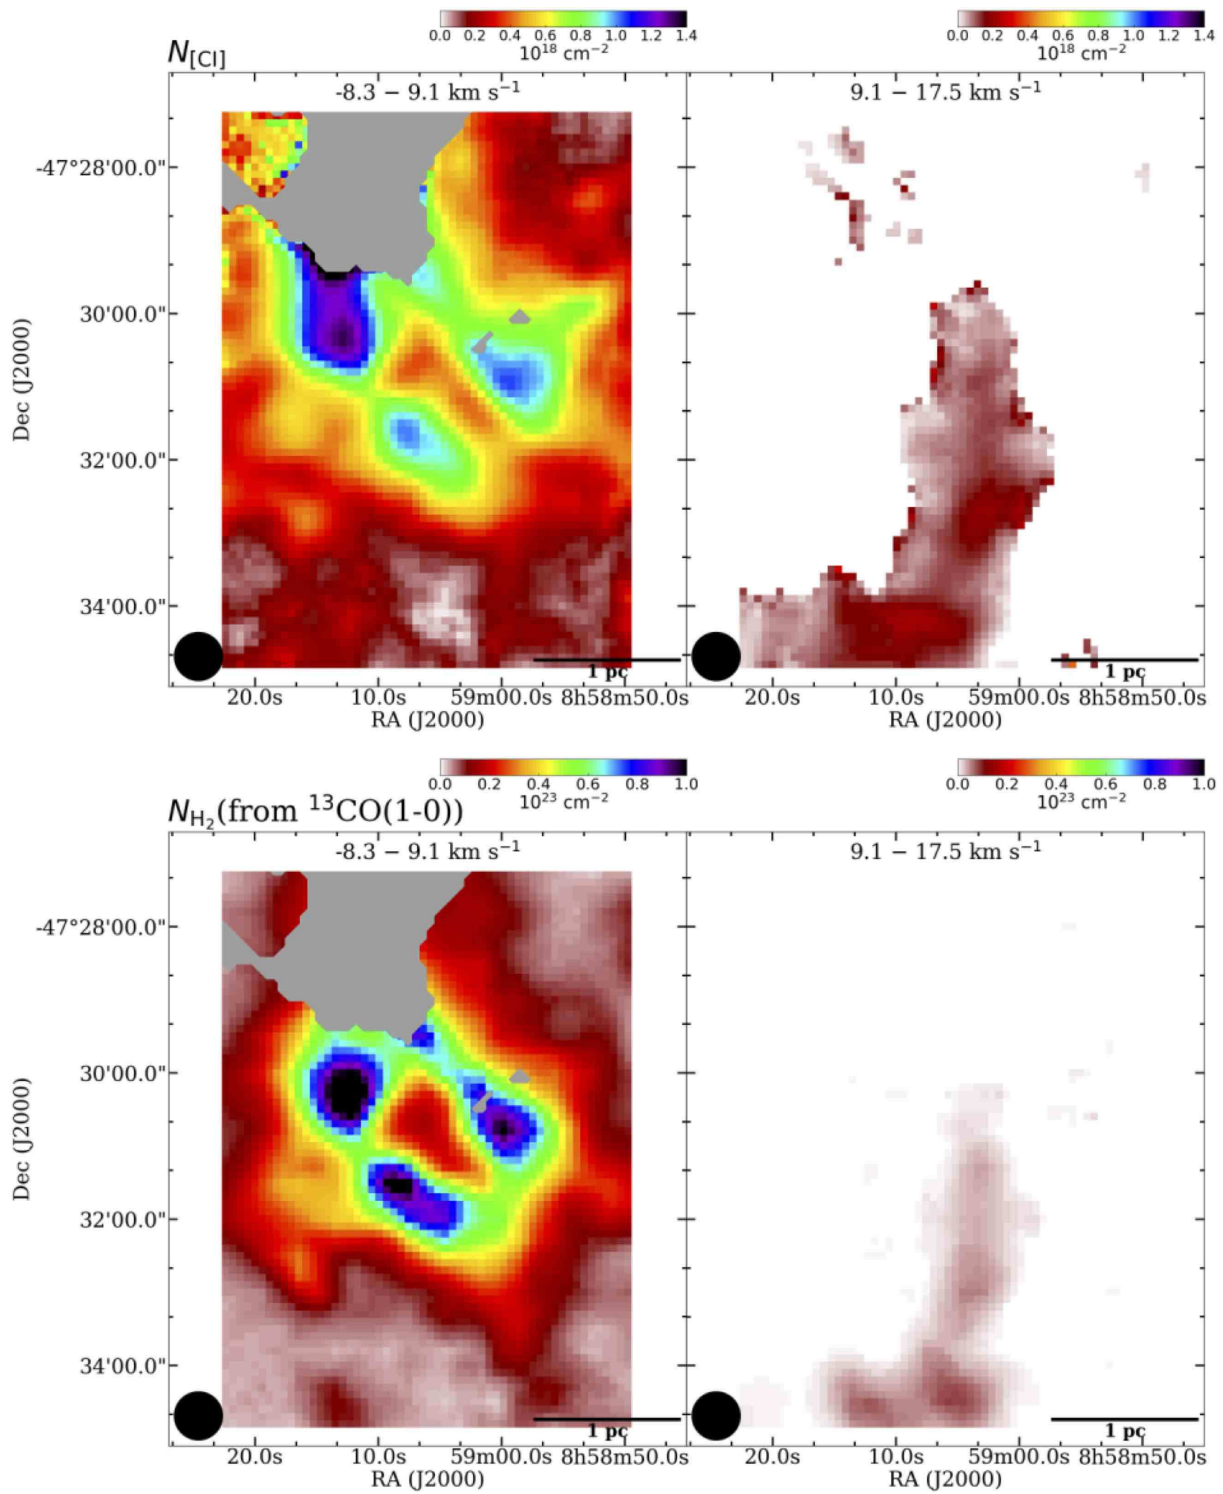 0.0 0.2 0.4 0.6 0.8 1.0 1.2 1.4
10¹⁸ cm⁻²
0.0 0.2 0.4 0.6 0.8 1.0 1.2 1.4
10¹⁸ cm⁻²
N[CI]
-8.3 − 9.1 km s⁻¹
9.1 − 17.5 km s⁻¹
-47°28'00.0"
30'00.0"
32'00.0"
34'00.0"
Dec (J2000)
1 pc
1 pc
20.0s 10.0s 59m00.0s 8h58m50.0s
20.0s 10.0s 59m00.0s 8h58m50.0s
RA (J2000)
RA (J2000)
0.0 0.2 0.4 0.6 0.8 1.0
10²³ cm⁻²
0.0 0.2 0.4 0.6 0.8 1.0
10²³ cm⁻²
NH₂(from ¹³CO(1-0))
-8.3 − 9.1 km s⁻¹
9.1 − 17.5 km s⁻¹
-47°28'00.0"
30'00.0"
32'00.0"
34'00.0"
Dec (J2000)
1 pc
1 pc
20.0s 10.0s 59m00.0s 8h58m50.0s
20.0s 10.0s 59m00.0s 8h58m50.0s
RA (J2000)
RA (J2000)